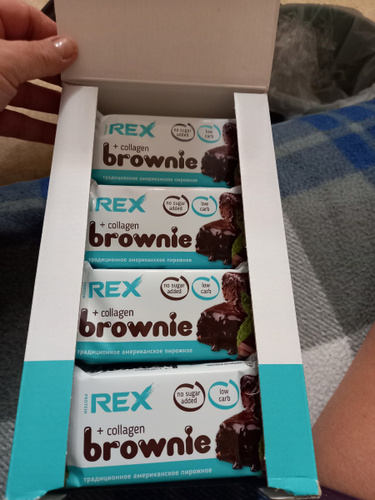 REX
no sugar added
low carb
+ collagen
brownie
традиционное американское пирожное
REX
no sugar added
low carb
+ collagen
brownie
традиционное американское пирожное
REX
no sugar added
low carb
+ collagen
brownie
традиционное американское пирожное
REX
no sugar added
low carb
+ collagen
brownie
традиционное американское пирожное